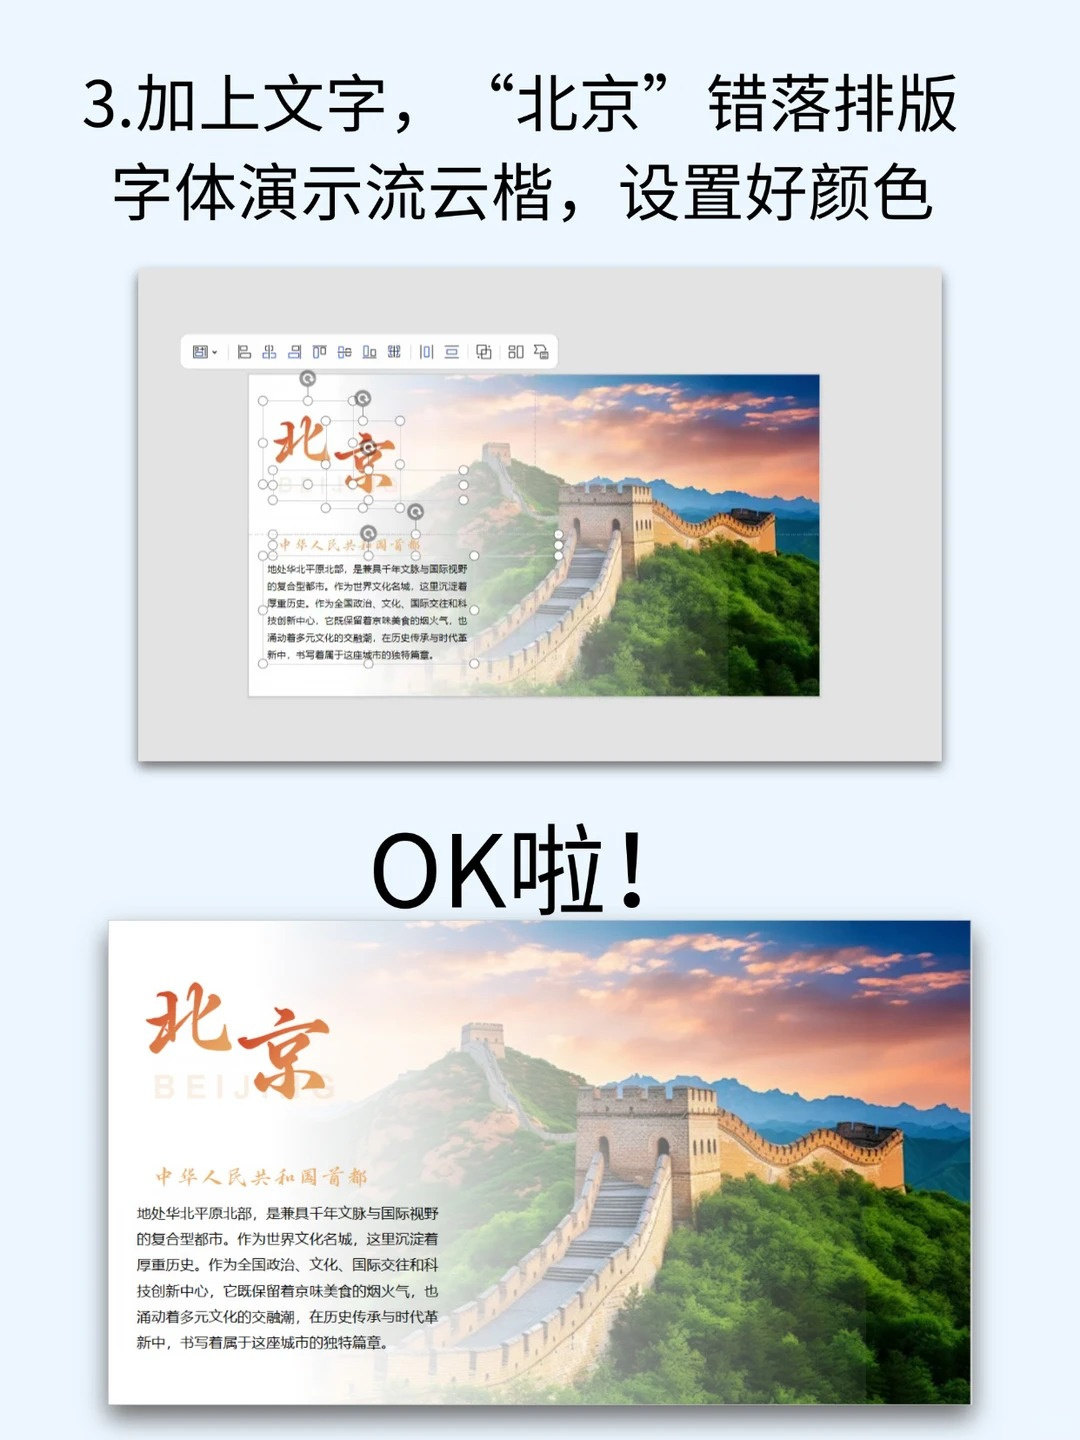 3.加上文字，“北京”错落排版
字体演示流云楷，设置好颜色
北京
BEIJING
中华人民共和国首都
地处华北平原北部，是兼具千年文脉与国际视野
的复合型都市。作为世界文化名城，这里沉淀着
厚重历史。作为全国政治、文化、国际交往和科
技创新中心，它既保留着京味美食的烟火气，也
涌动着多元文化的交融潮，在历史传承与时代革
新中，书写着属于这座城市的独特篇章。
OK啦！
北京
BEIJING
中华人民共和国首都
地处华北平原北部，是兼具千年文脉与国际视野
的复合型都市。作为世界文化名城，这里沉淀着
厚重历史。作为全国政治、文化、国际交往和科
技创新中心，它既保留着京味美食的烟火气，也
涌动着多元文化的交融潮，在历史传承与时代革
新中，书写着属于这座城市的独特篇章。